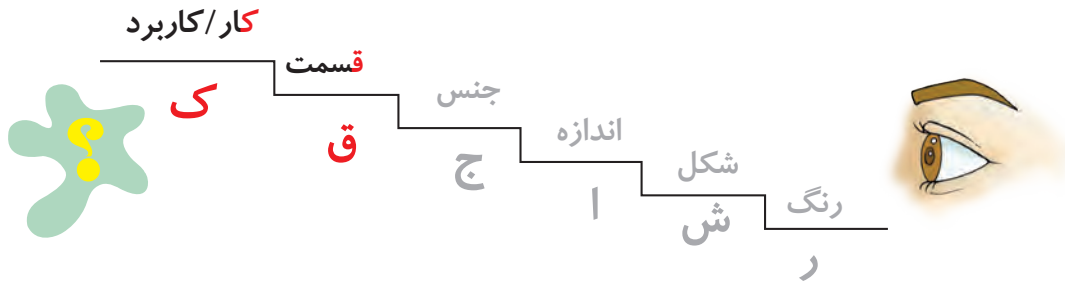 کار/کاربرد
ک
قسمت
ق
جنس
ج
اندازه
ا
شکل
ش
رنگ
ر
؟